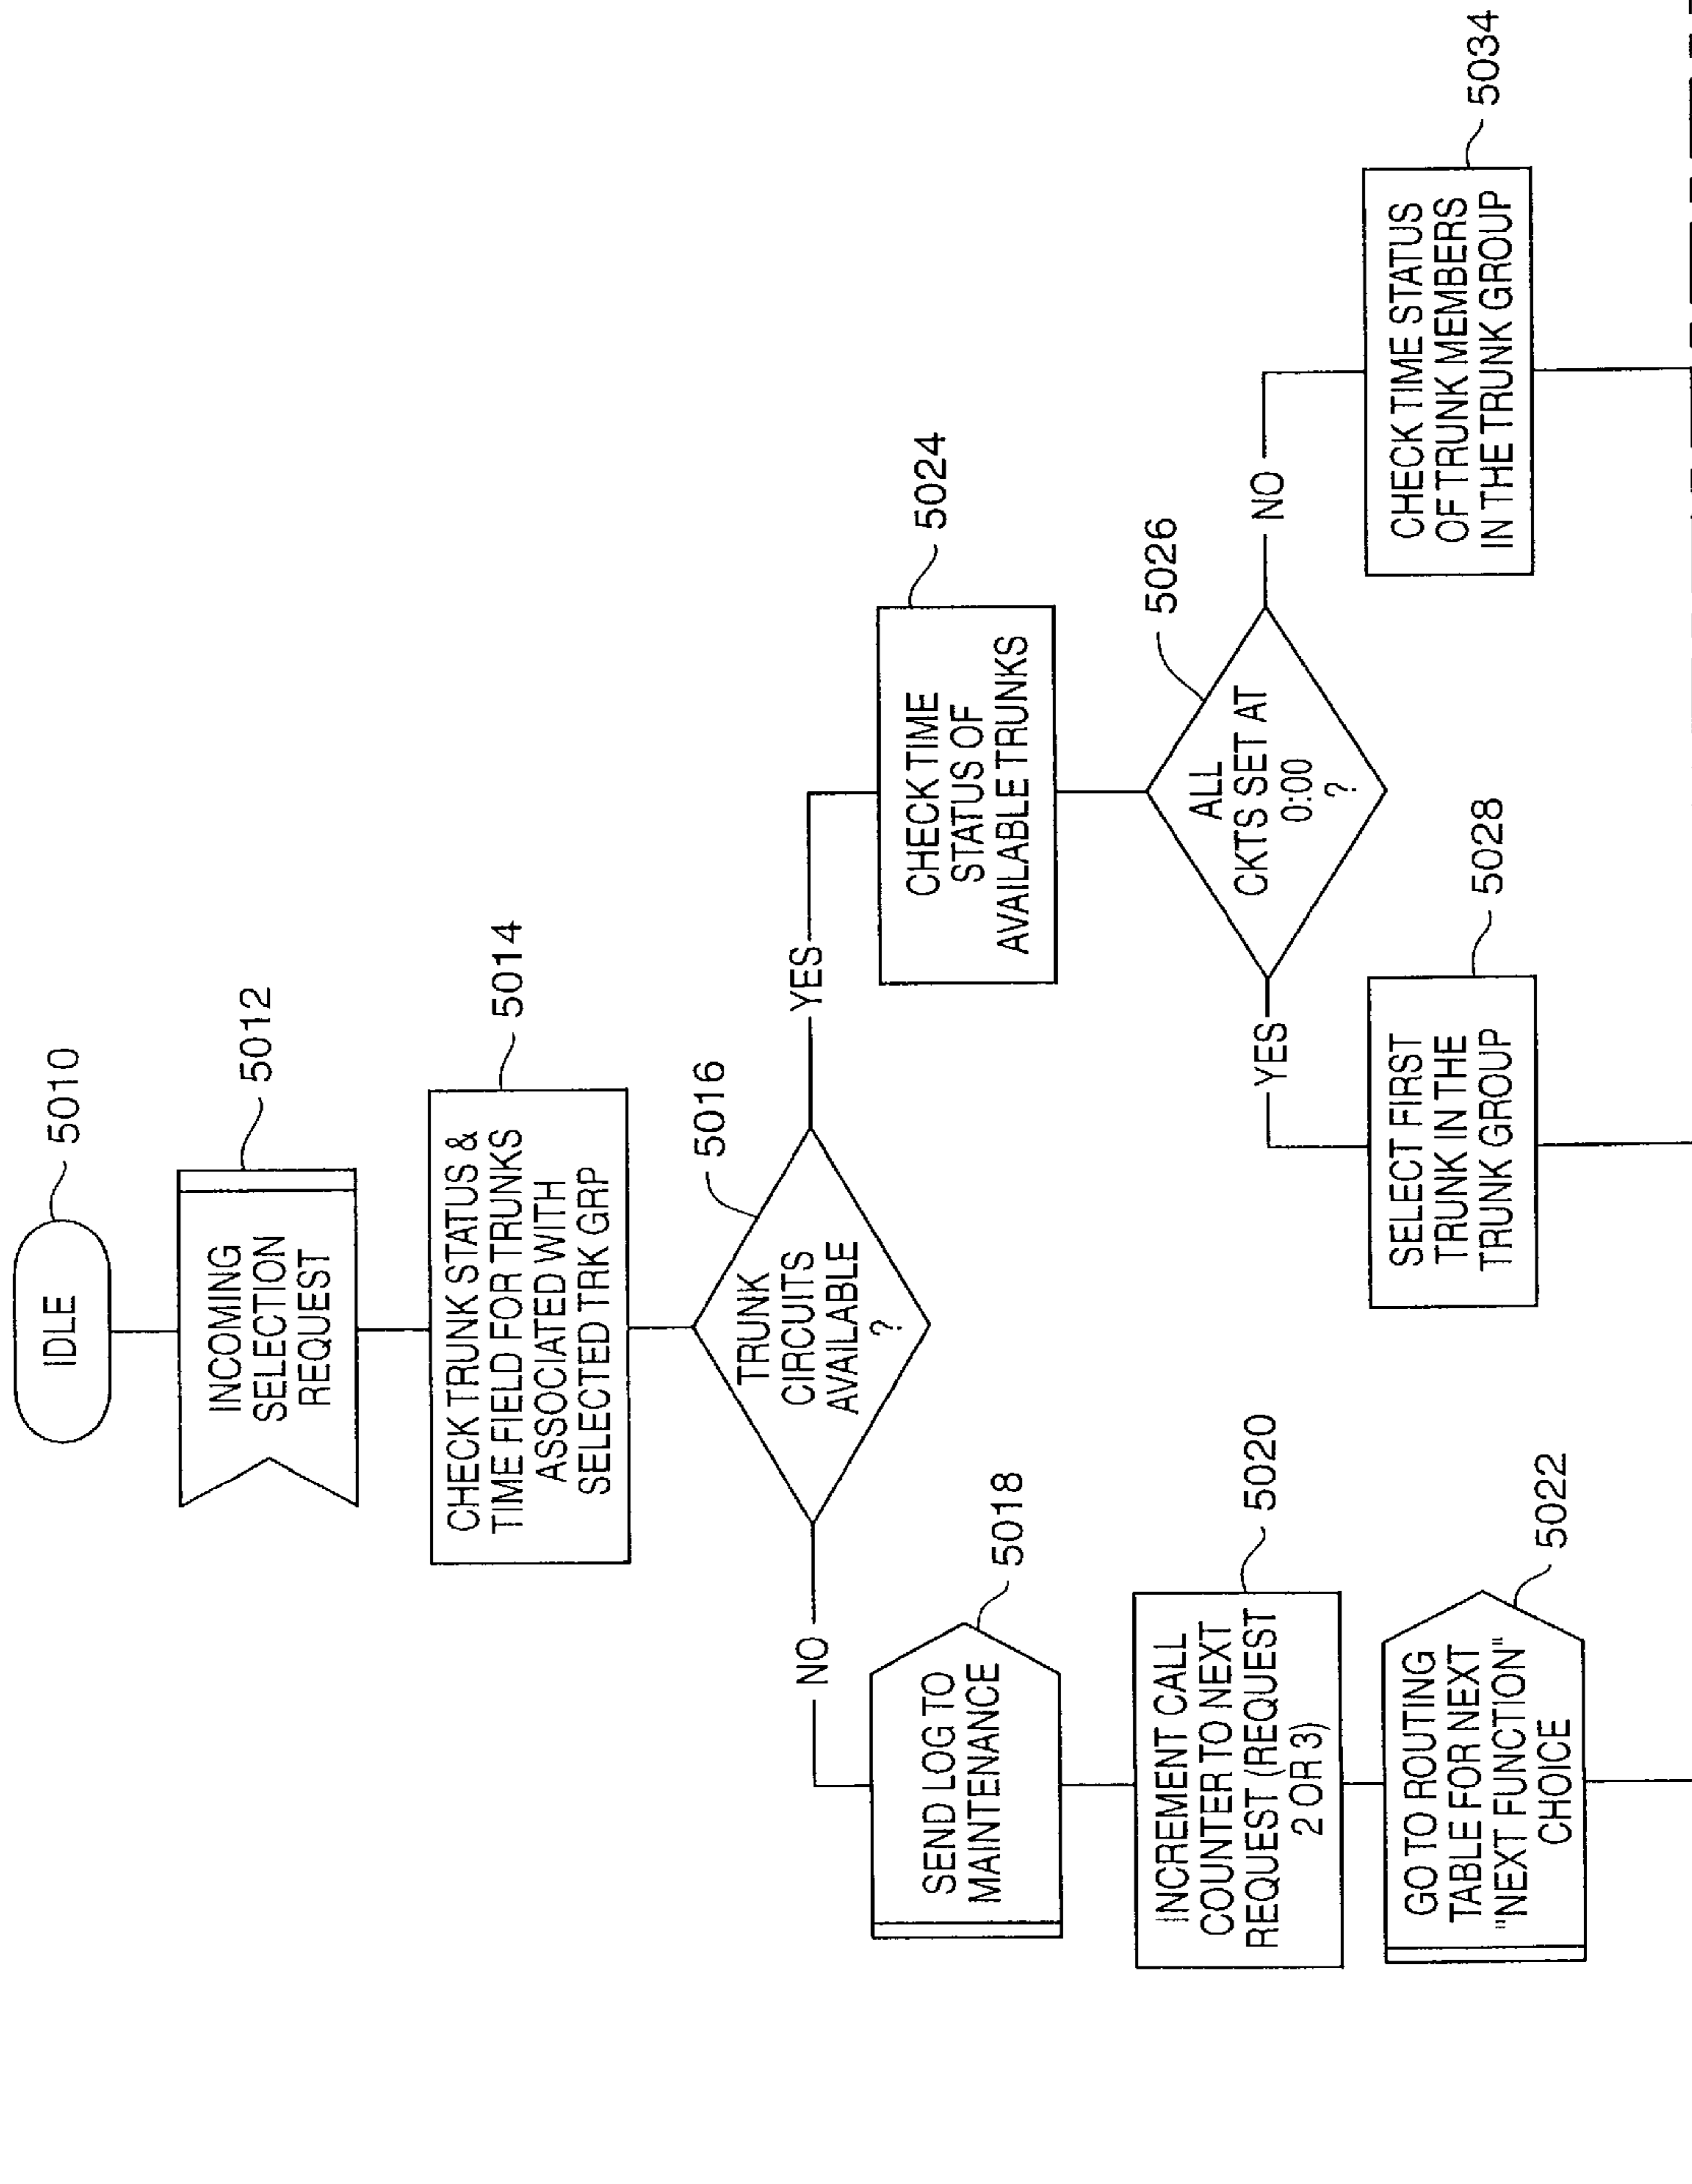 IDLE
5010
INCOMING
SELECTION
REQUEST
5012
CHECK TRUNK STATUS &
TIME FIELD FOR TRUNKS
ASSOCIATED WITH
SELECTED TRK GRP
5014
TRUNK
CIRCUITS
AVAILABLE
?
5016
NO
YES
SEND LOG TO
MAINTENANCE
5018
INCREMENT CALL
COUNTER TO NEXT
REQUEST (REQUEST
2 OR 3)
5020
GO TO ROUTING
TABLE FOR NEXT
"NEXT FUNCTION"
CHOICE
5022
CHECK TIME
STATUS OF
AVAILABLE TRUNKS
5024
ALL
CKTS SET AT
0:00
?
5026
YES
NO
SELECT FIRST
TRUNK IN THE
TRUNK GROUP
5028
CHECK TIME STATUS
OF TRUNK MEMBERS
IN THE TRUNK GROUP
5034